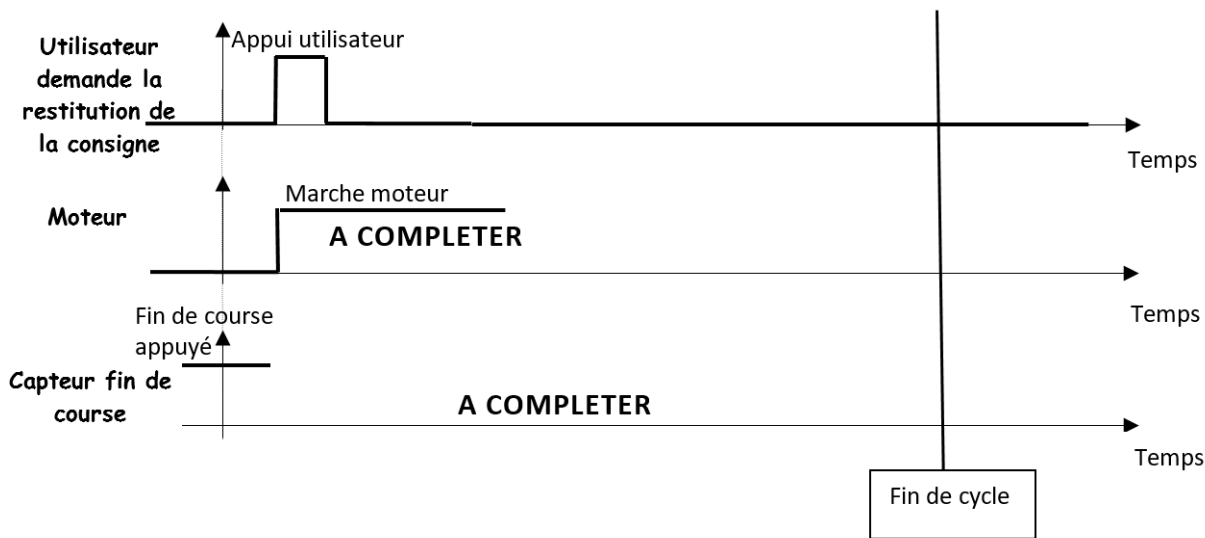 Utilisateur
demande la
restitution de
la consigne
Appui utilisateur
Temps
Moteur
Marche moteur
A COMPLETER
Temps
Fin de course
appuyé
Capteur fin de
course
A COMPLETER
Temps
Fin de cycle